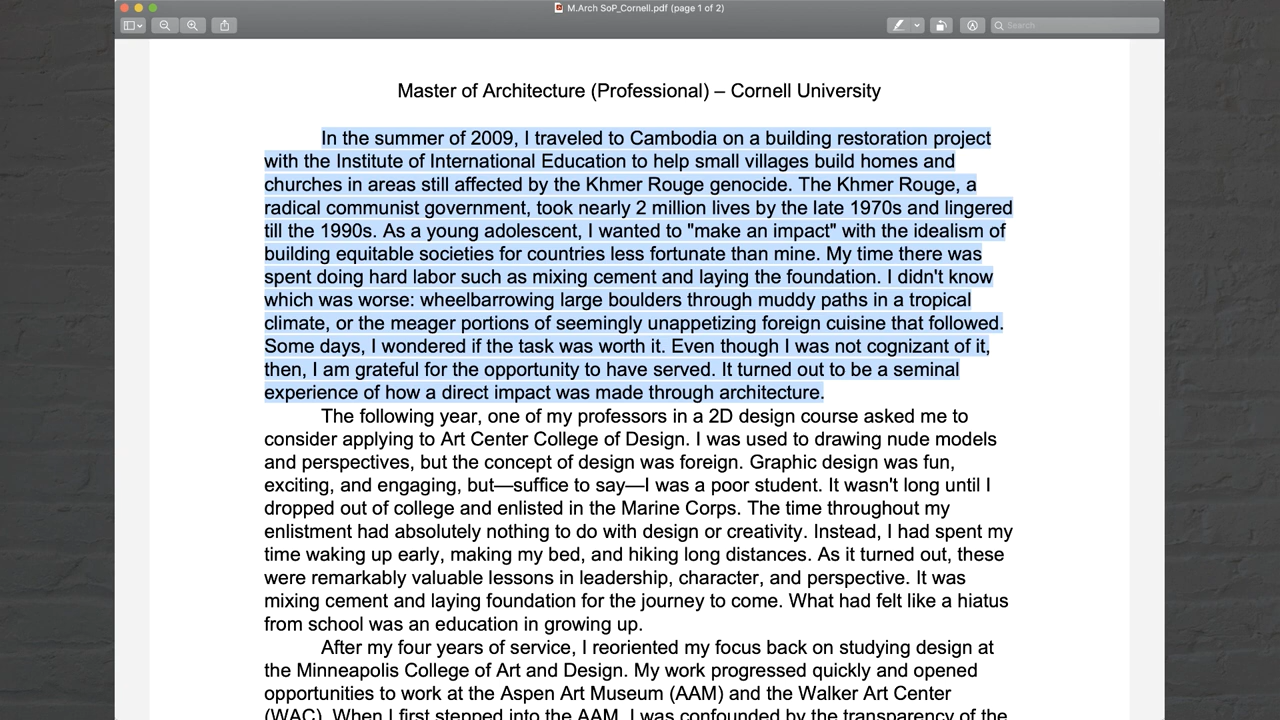 M.Arch SoP_Cornell.pdf (page 1 of 2)
Search
Master of Architecture (Professional) – Cornell University
In the summer of 2009, I traveled to Cambodia on a building restoration project
with the Institute of International Education to help small villages build homes and
churches in areas still affected by the Khmer Rouge genocide. The Khmer Rouge, a
radical communist government, took nearly 2 million lives by the late 1970s and lingered
till the 1990s. As a young adolescent, I wanted to "make an impact" with the idealism of
building equitable societies for countries less fortunate than mine. My time there was
spent doing hard labor such as mixing cement and laying the foundation. I didn't know
which was worse: wheelbarrowing large boulders through muddy paths in a tropical
climate, or the meager portions of seemingly unappetizing foreign cuisine that followed.
Some days, I wondered if the task was worth it. Even though I was not cognizant of it,
then, I am grateful for the opportunity to have served. It turned out to be a seminal
experience of how a direct impact was made through architecture.
The following year, one of my professors in a 2D design course asked me to
consider applying to Art Center College of Design. I was used to drawing nude models
and perspectives, but the concept of design was foreign. Graphic design was fun,
exciting, and engaging, but—suffice to say—I was a poor student. It wasn't long until I
dropped out of college and enlisted in the Marine Corps. The time throughout my
enlistment had absolutely nothing to do with design or creativity. Instead, I had spent my
time waking up early, making my bed, and hiking long distances. As it turned out, these
were remarkably valuable lessons in leadership, character, and perspective. It was
mixing cement and laying foundation for the journey to come. What had felt like a hiatus
from school was an education in growing up.
After my four years of service, I reoriented my focus back on studying design at
the Minneapolis College of Art and Design. My work progressed quickly and opened
opportunities to work at the Aspen Art Museum (AAM) and the Walker Art Center
(WAC). When I first stepped into the AAM, I was confounded by the transparency of the